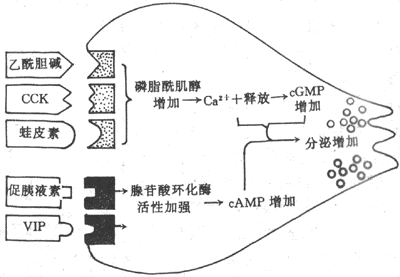 乙酰胆碱
CCK
蛙皮素
磷脂酰肌醇
增加
Ca²⁺+释放
cGMP
增加
分泌增加
促胰液素
VIP
腺苷酸环化酶
活性加强
cAMP 增加